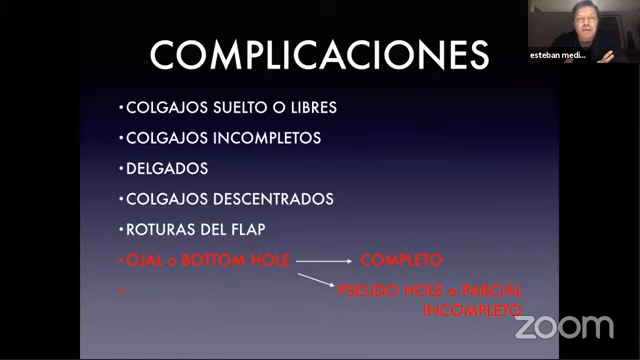 COMPLICACIONES
esteban medi...
• COLGAJOS SUELTO O LIBRES
• COLGAJOS INCOMPLETOS
• DELGADOS
• COLGAJOS DESCENTRADOS
• ROTURAS DEL FLAP
• OJAL o BOTTOM HOLE COMPLETO
• PSEUDO HOLE o PARCIAL
INCOMPLETO
zoom